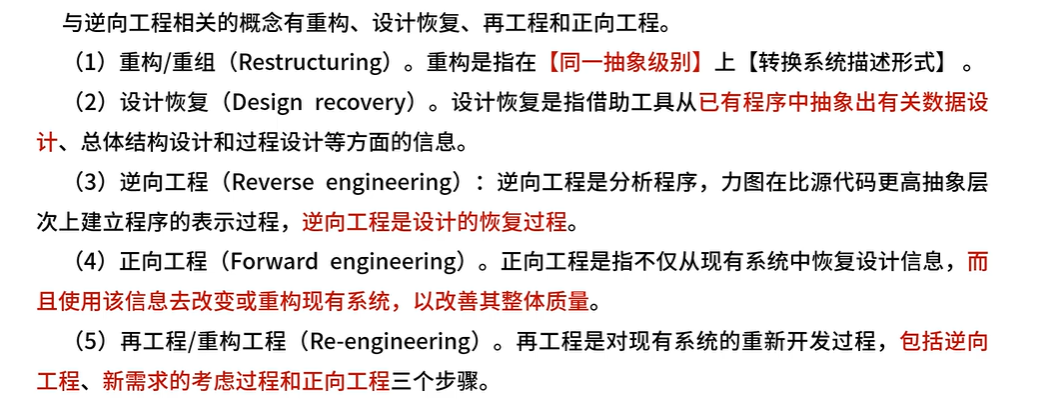 与逆向工程相关的概念有重构、设计恢复、再工程和正向工程。
（1）重构/重组（Restructuring）。重构是指在【同一抽象级别】上【转换系统描述形式】 。
（2）设计恢复（Design recovery）。设计恢复是指借助工具从已有程序中抽象出有关数据设
计、总体结构设计和过程设计等方面的信息。
（3）逆向工程（Reverse engineering）：逆向工程是分析程序，力图在比源代码更高抽象层
次上建立程序的表示过程，逆向工程是设计的恢复过程。
（4）正向工程（Forward engineering）。正向工程是指不仅从现有系统中恢复设计信息，而
且使用该信息去改变或重构现有系统，以改善其整体质量。
（5）再工程/重构工程（Re-engineering）。再工程是对现有系统的重新开发过程，包括逆向
工程、新需求的考虑过程和正向工程三个步骤。